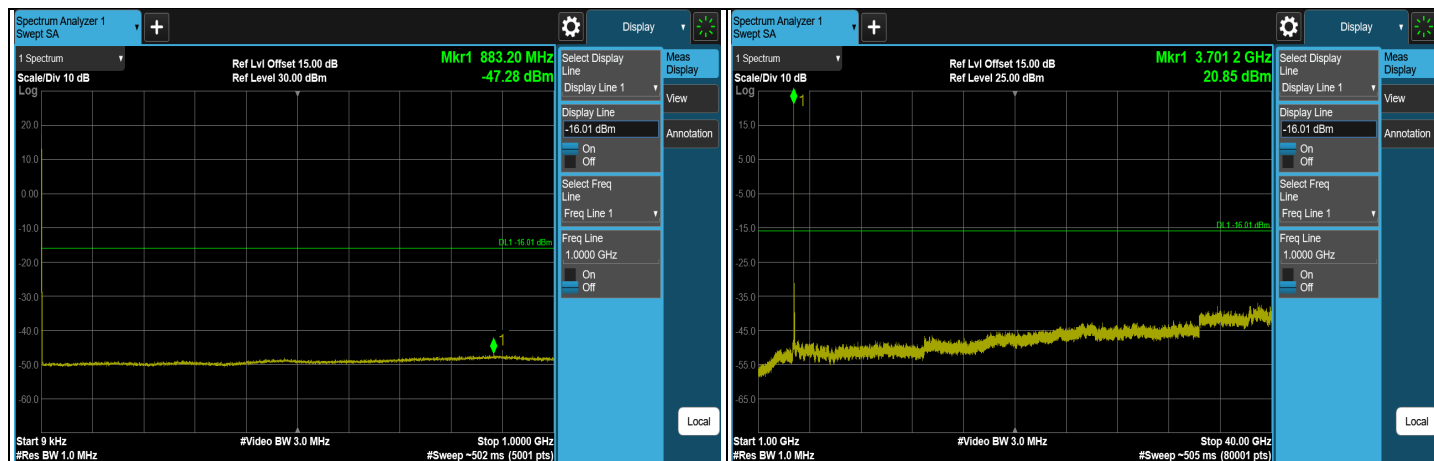 Spectrum Analyzer 1
Swept SA
+
Display
1 Spectrum
Scale/Div 10 dB
Ref Lvl Offset 15.00 dB
Ref Level 30.00 dBm
Mkr1 883.20 MHz
-47.28 dBm
Log
20.0
10.0
0.00
-10.0
-20.0
-30.0
-40.0
-50.0
-60.0
DL1 -16.01 dBm
1
Start 9 kHz
#Res BW 1.0 MHz
#Video BW 3.0 MHz
Stop 1.0000 GHz
#Sweep ~502 ms (5001 pts)
Select Display
Line
Display Line 1
Display Line
-16.01 dBm
On
Off
Select Freq
Line
Freq Line 1
Freq Line
1.0000 GHz
On
Off
Meas
Display
View
Annotation
Local
Spectrum Analyzer 1
Swept SA
+
Display
1 Spectrum
Scale/Div 10 dB
Ref Lvl Offset 15.00 dB
Ref Level 25.00 dBm
Mkr1 3.701 2 GHz
20.85 dBm
Log
1
15.0
5.00
-5.00
-15.0
-25.0
-35.0
-45.0
-55.0
-65.0
DL1 -16.01 dBm
Start 1.00 GHz
#Res BW 1.0 MHz
#Video BW 3.0 MHz
Stop 40.00 GHz
#Sweep ~505 ms (80001 pts)
Select Display
Line
Display Line 1
Display Line
-16.01 dBm
On
Off
Select Freq
Line
Freq Line 1
Freq Line
1.0000 GHz
On
Off
Meas
Display
View
Annotation
Local